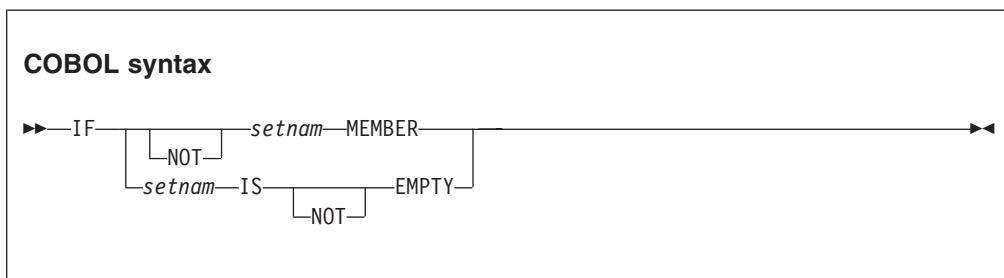 COBOL syntax
IF setnam MEMBER
NOT
setnam IS EMPTY
NOT